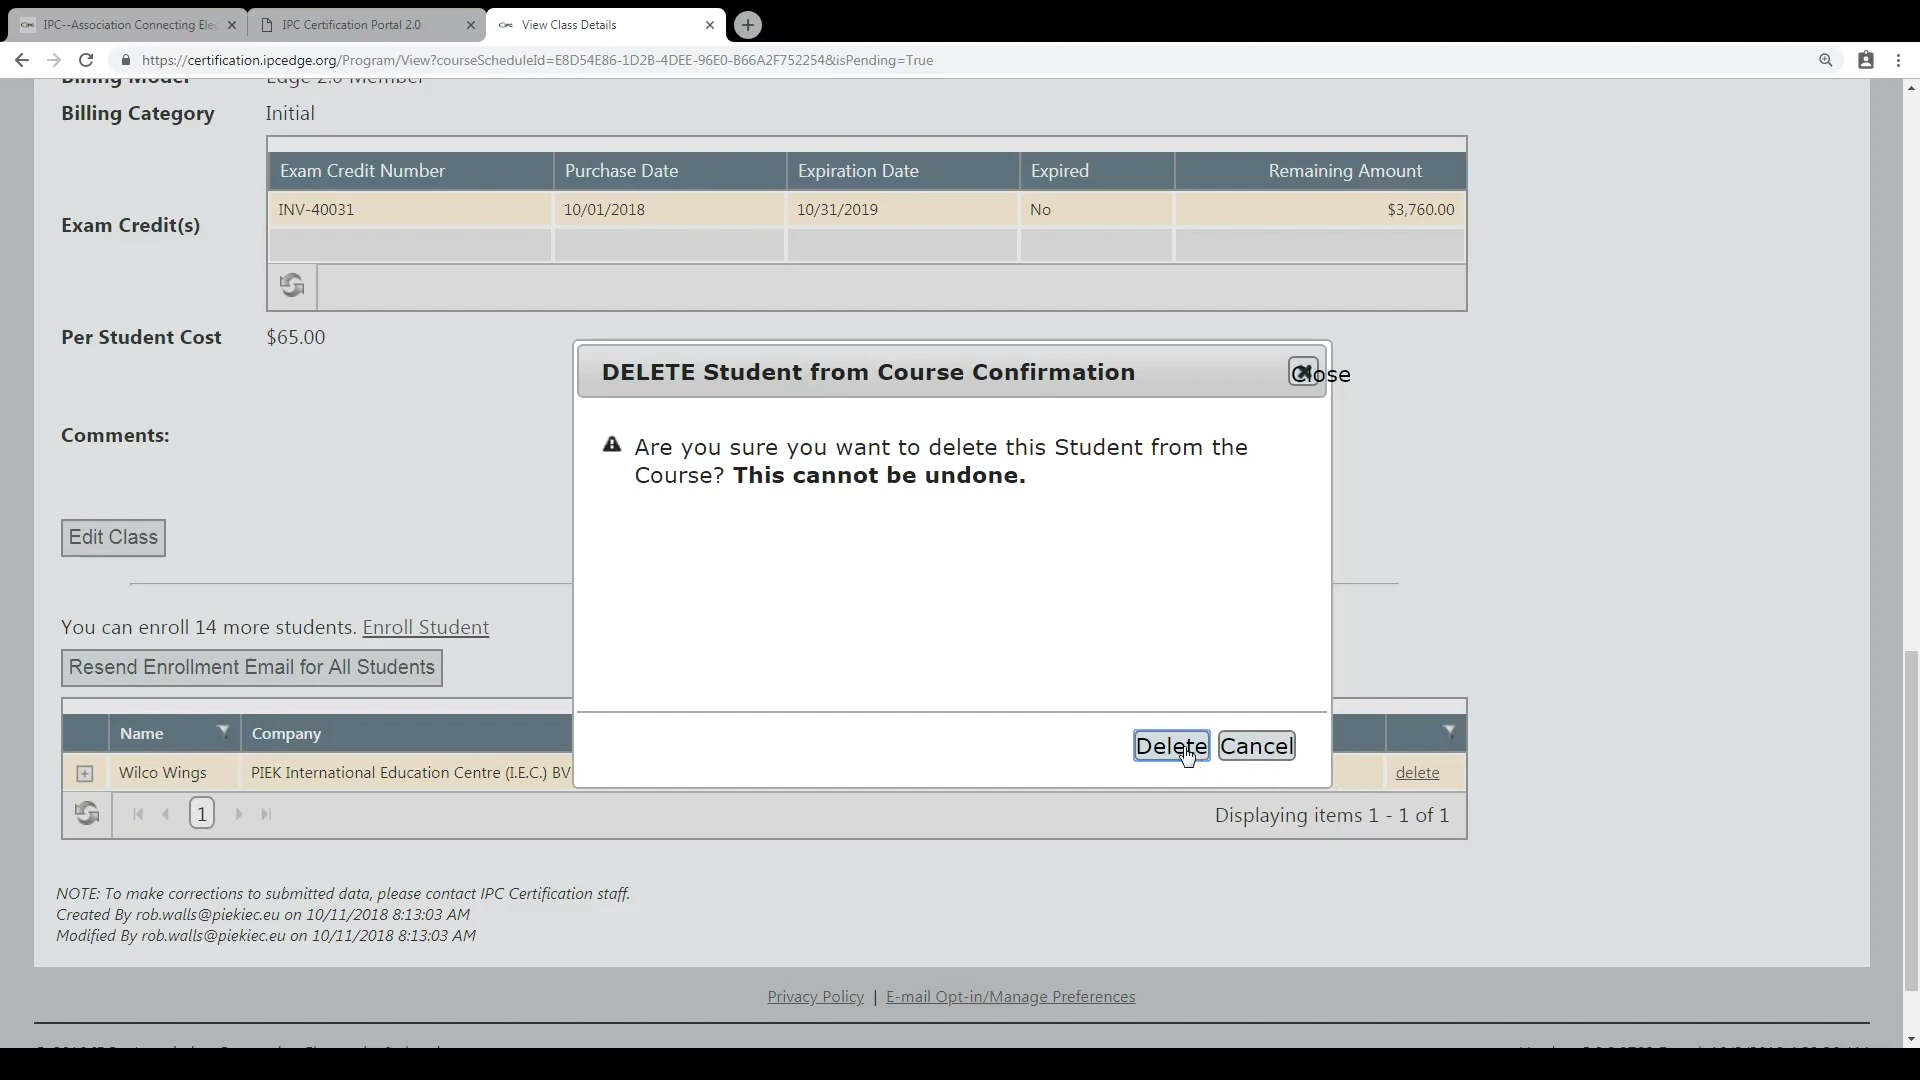 IPC--Association Connecting Elec
IPC Certification Portal 2.0
View Class Details
https://certification.ipcedge.org/Program/View?courseScheduleId=E8D54E86-1D2B-4DEE-96E0-B66A2F752254&isPending=True
Billing Model Edge 2.0 Member
Billing Category Initial
Exam Credit Number Purchase Date Expiration Date Expired Remaining Amount
INV-40031 10/01/2018 10/31/2019 No $3,760.00
Exam Credit(s)
Per Student Cost $65.00
DELETE Student from Course Confirmation Close
Comments:
Are you sure you want to delete this Student from the
Course? This cannot be undone.
Edit Class
You can enroll 14 more students. Enroll Student
Resend Enrollment Email for All Students
Name Company
Delete Cancel
Wilco Wings PIEK International Education Centre (I.E.C.) BV delete
1 Displaying items 1 - 1 of 1
NOTE: To make corrections to submitted data, please contact IPC Certification staff.
Created By rob.walls@piekiec.eu on 10/11/2018 8:13:03 AM
Modified By rob.walls@piekiec.eu on 10/11/2018 8:13:03 AM
Privacy Policy | E-mail Opt-in/Manage Preferences